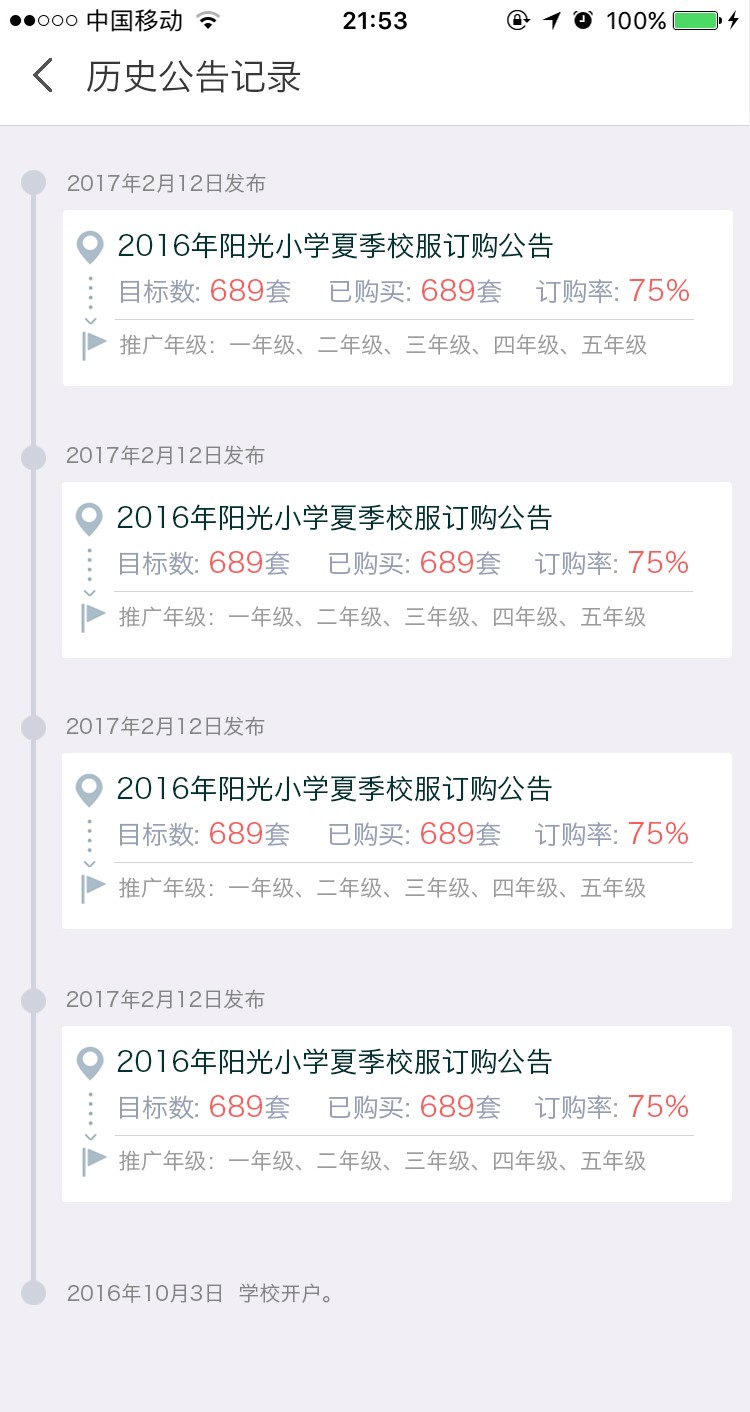 中国移动 21:53 100%
历史公告记录
2017年2月12日发布
2016年阳光小学夏季校服订购公告
目标数: 689套 已购买: 689套 订购率: 75%
推广年级：一年级、二年级、三年级、四年级、五年级
2017年2月12日发布
2016年阳光小学夏季校服订购公告
目标数: 689套 已购买: 689套 订购率: 75%
推广年级：一年级、二年级、三年级、四年级、五年级
2017年2月12日发布
2016年阳光小学夏季校服订购公告
目标数: 689套 已购买: 689套 订购率: 75%
推广年级：一年级、二年级、三年级、四年级、五年级
2017年2月12日发布
2016年阳光小学夏季校服订购公告
目标数: 689套 已购买: 689套 订购率: 75%
推广年级：一年级、二年级、三年级、四年级、五年级
2016年10月3日 学校开户。